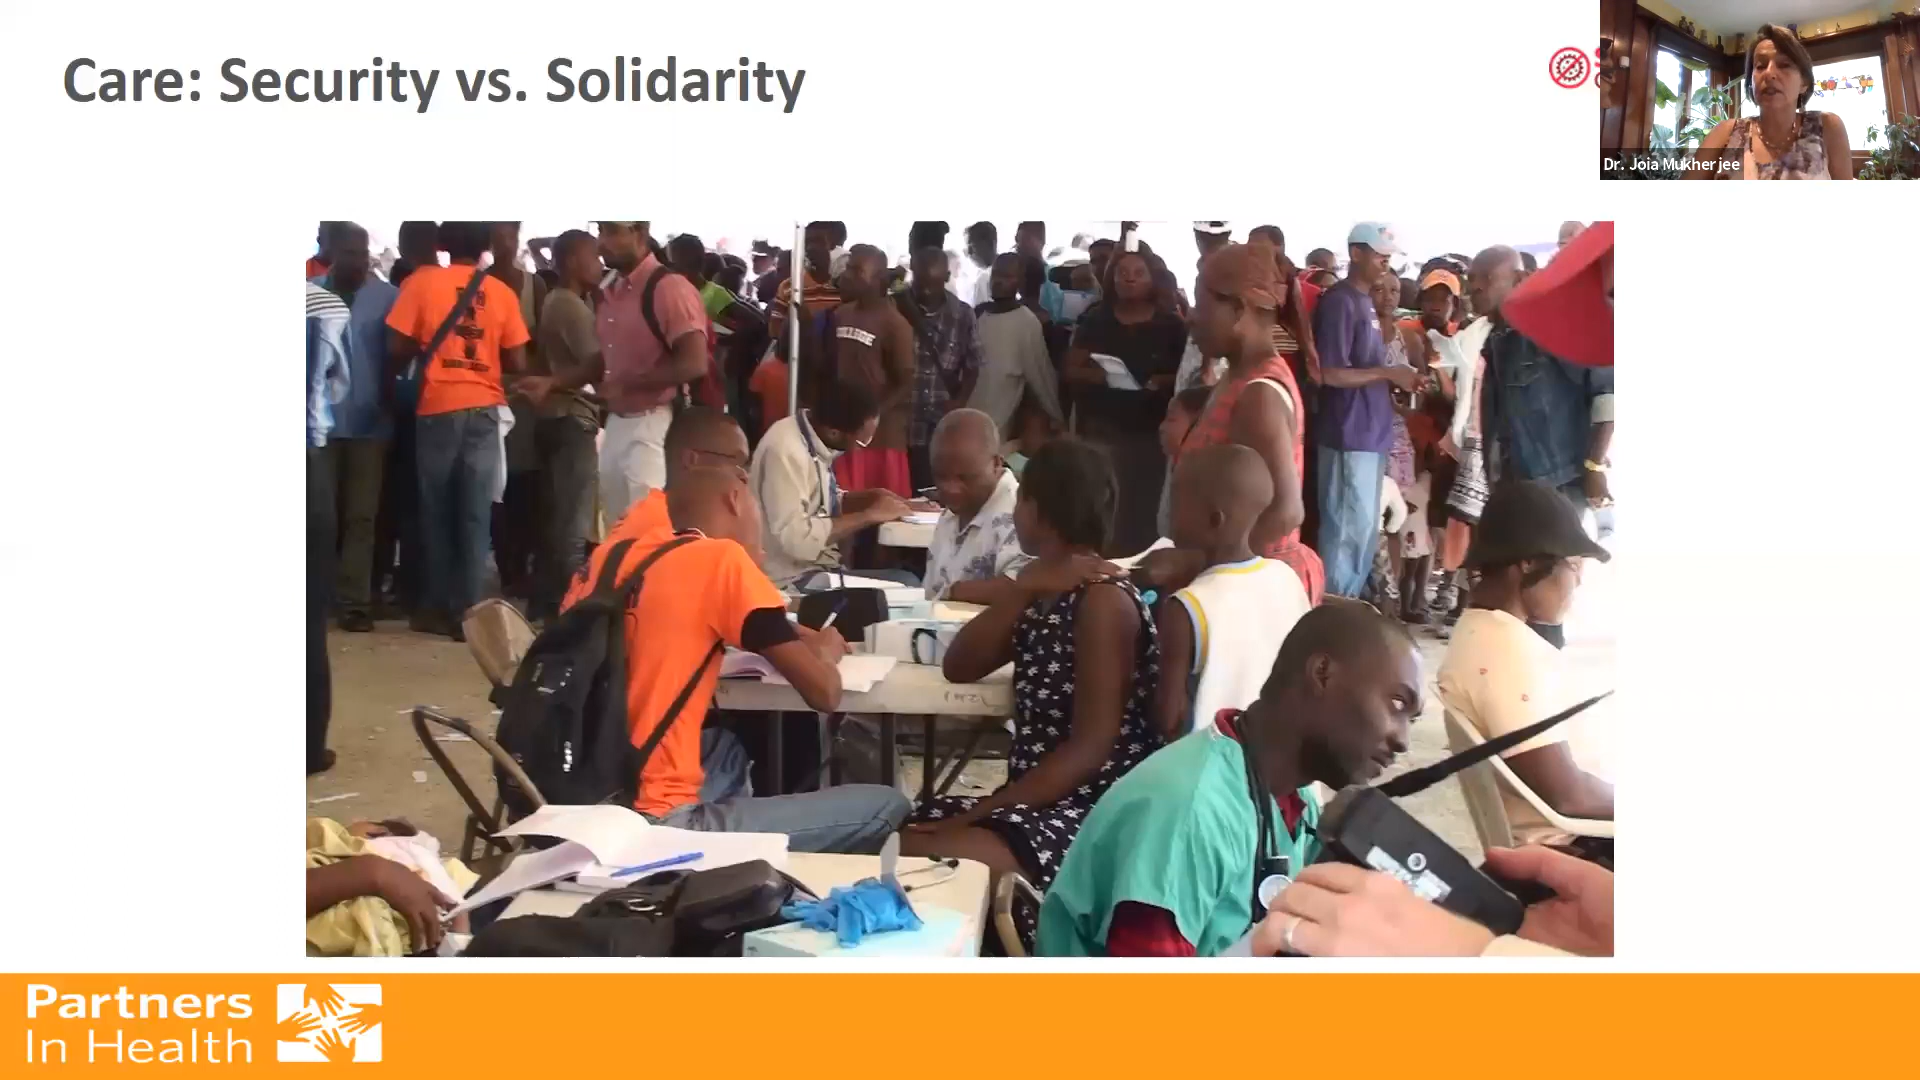 Care: Security vs. Solidarity
Dr. Joia Mukherjee
Partners
In Health